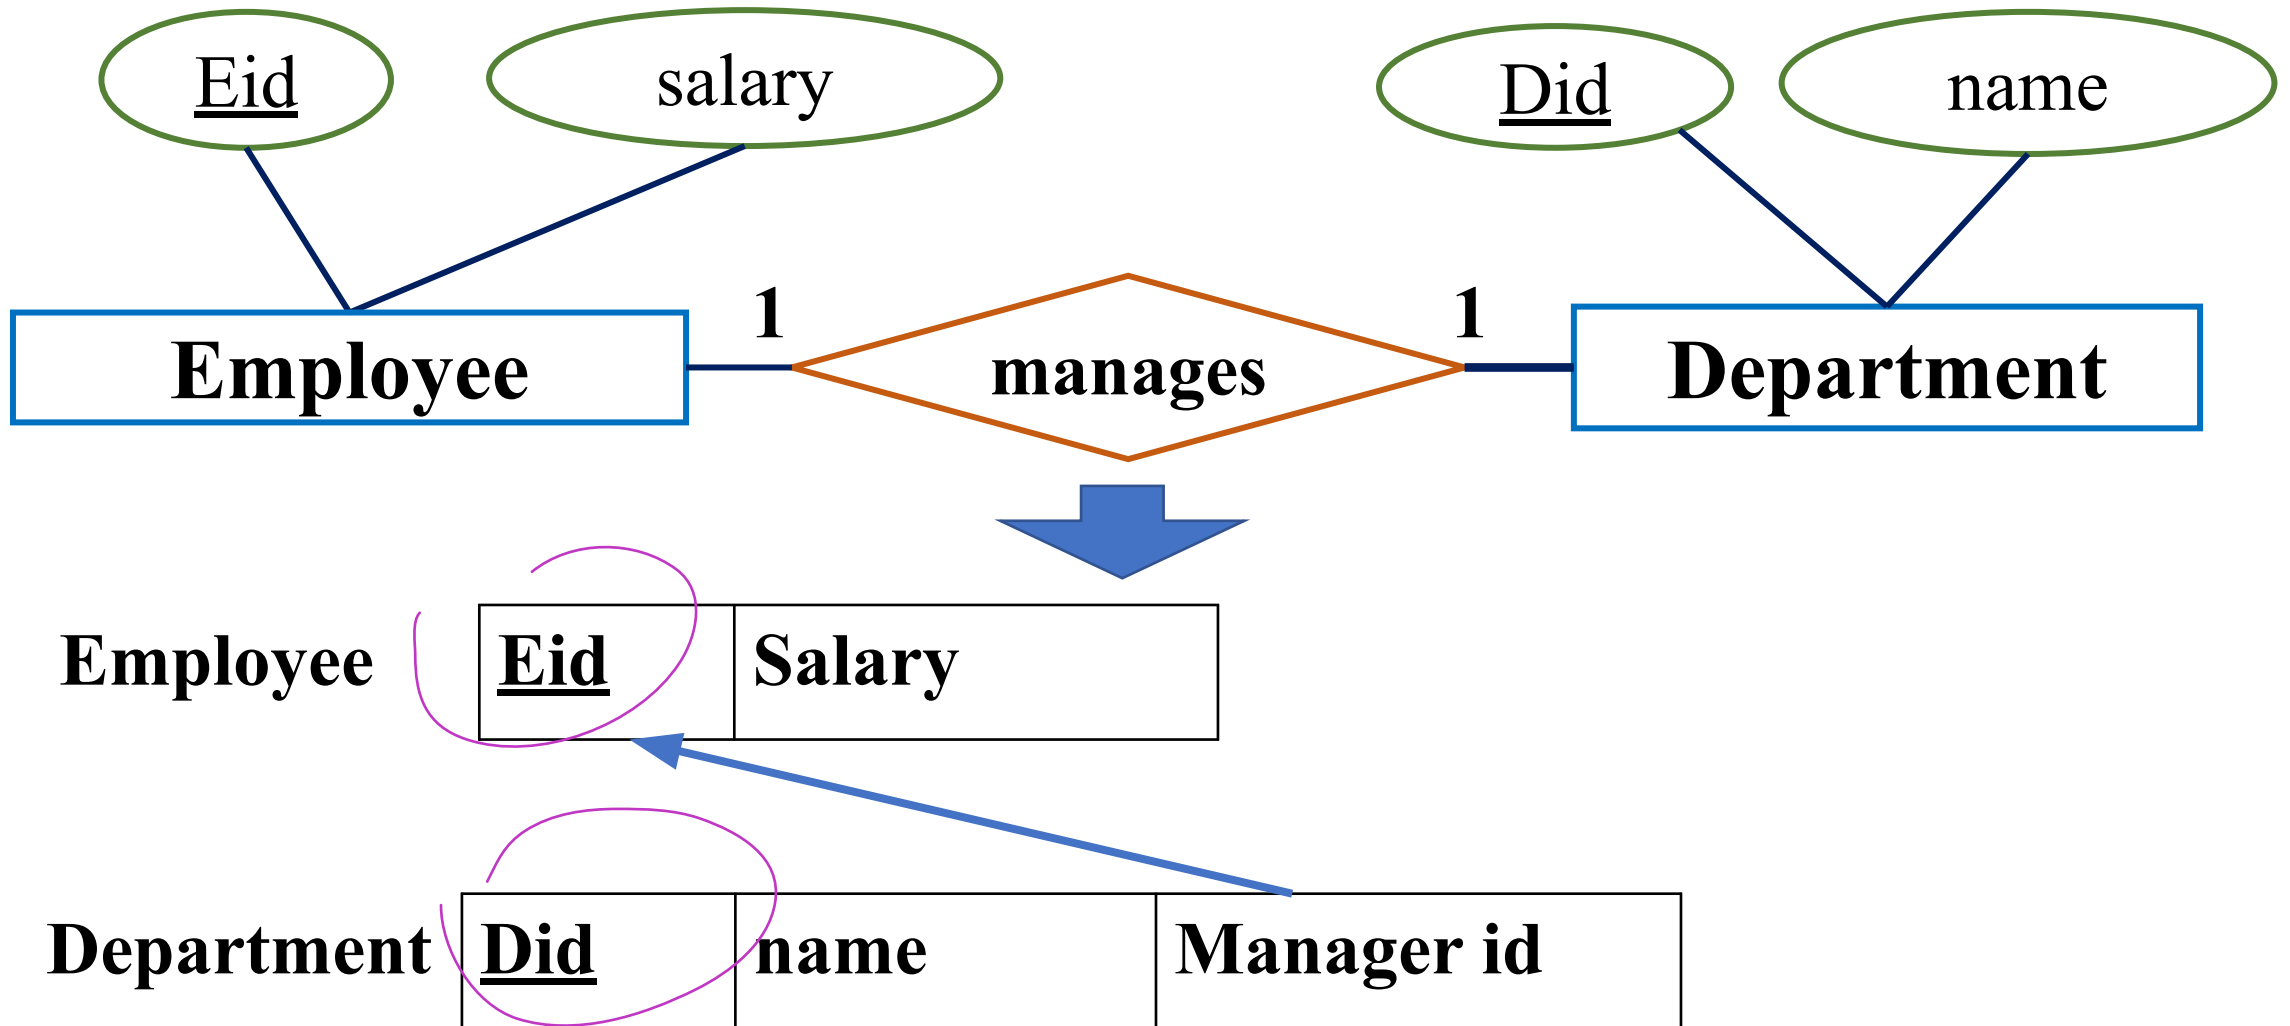 Eid salary Did name
Employee 1 manages 1 Department
Employee Eid Salary
Department Did name Manager id